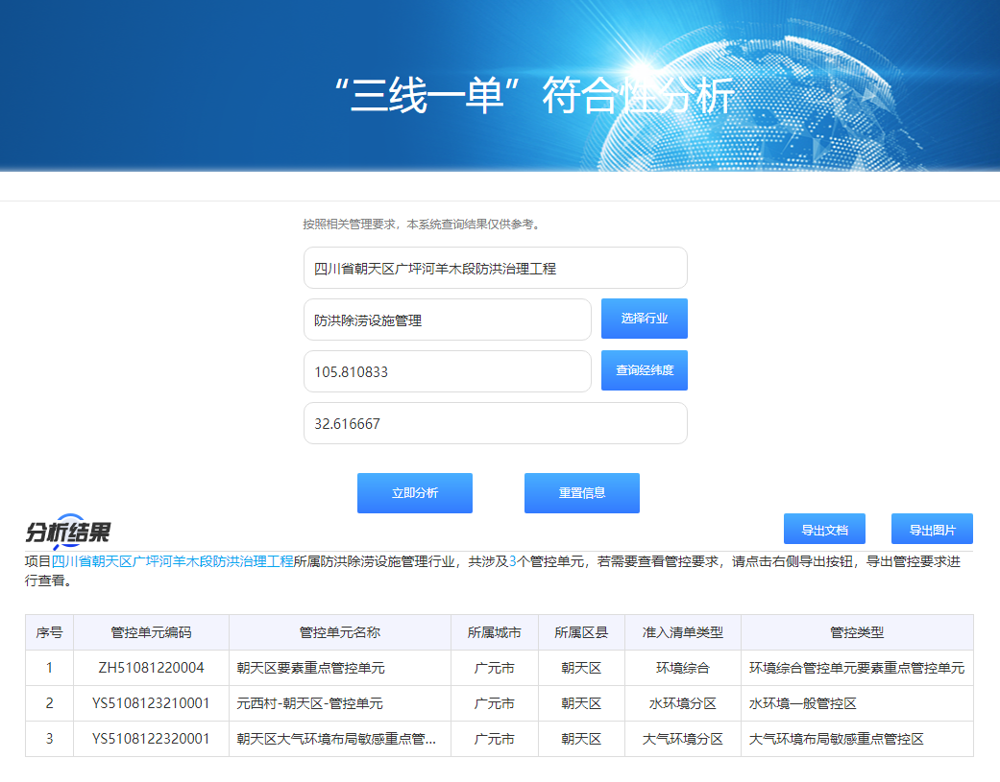 “三线一单”符合性分析
按照相关管理要求，本系统查询结果仅供参考。
四川省朝天区广坪河羊木段防洪治理工程
防洪除涝设施管理 选择行业
105.810833 查询经纬度
32.616667
立即分析 重置信息
分析结果 导出文档 导出图片
项目四川省朝天区广坪河羊木段防洪治理工程所属防洪除涝设施管理行业，共涉及3个管控单元，若需要查看管控要求，请点击右侧导出按钮，导出管控要求进
行查看。
序号 管控单元编码 管控单元名称 所属城市 所属区县 准入清单类型 管控类型
1 ZH51081220004 朝天区要素重点管控单元 广元市 朝天区 环境综合 环境综合管控单元要素重点管控单元
2 YS5108123210001 元西村-朝天区-管控单元 广元市 朝天区 水环境分区 水环境一般管控区
3 YS5108122320001 朝天区大气环境布局敏感重点管... 广元市 朝天区 大气环境分区 大气环境布局敏感重点管控区